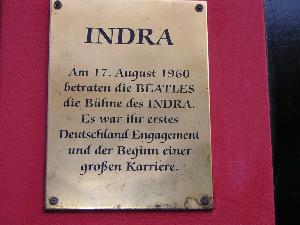 INDRA
Am 17. August 1960
betraten die BEATLES
die Bühne des INDRA.
Es war ihr erstes
Deutschland Engagement
und der Beginn einer
großen Karriere.